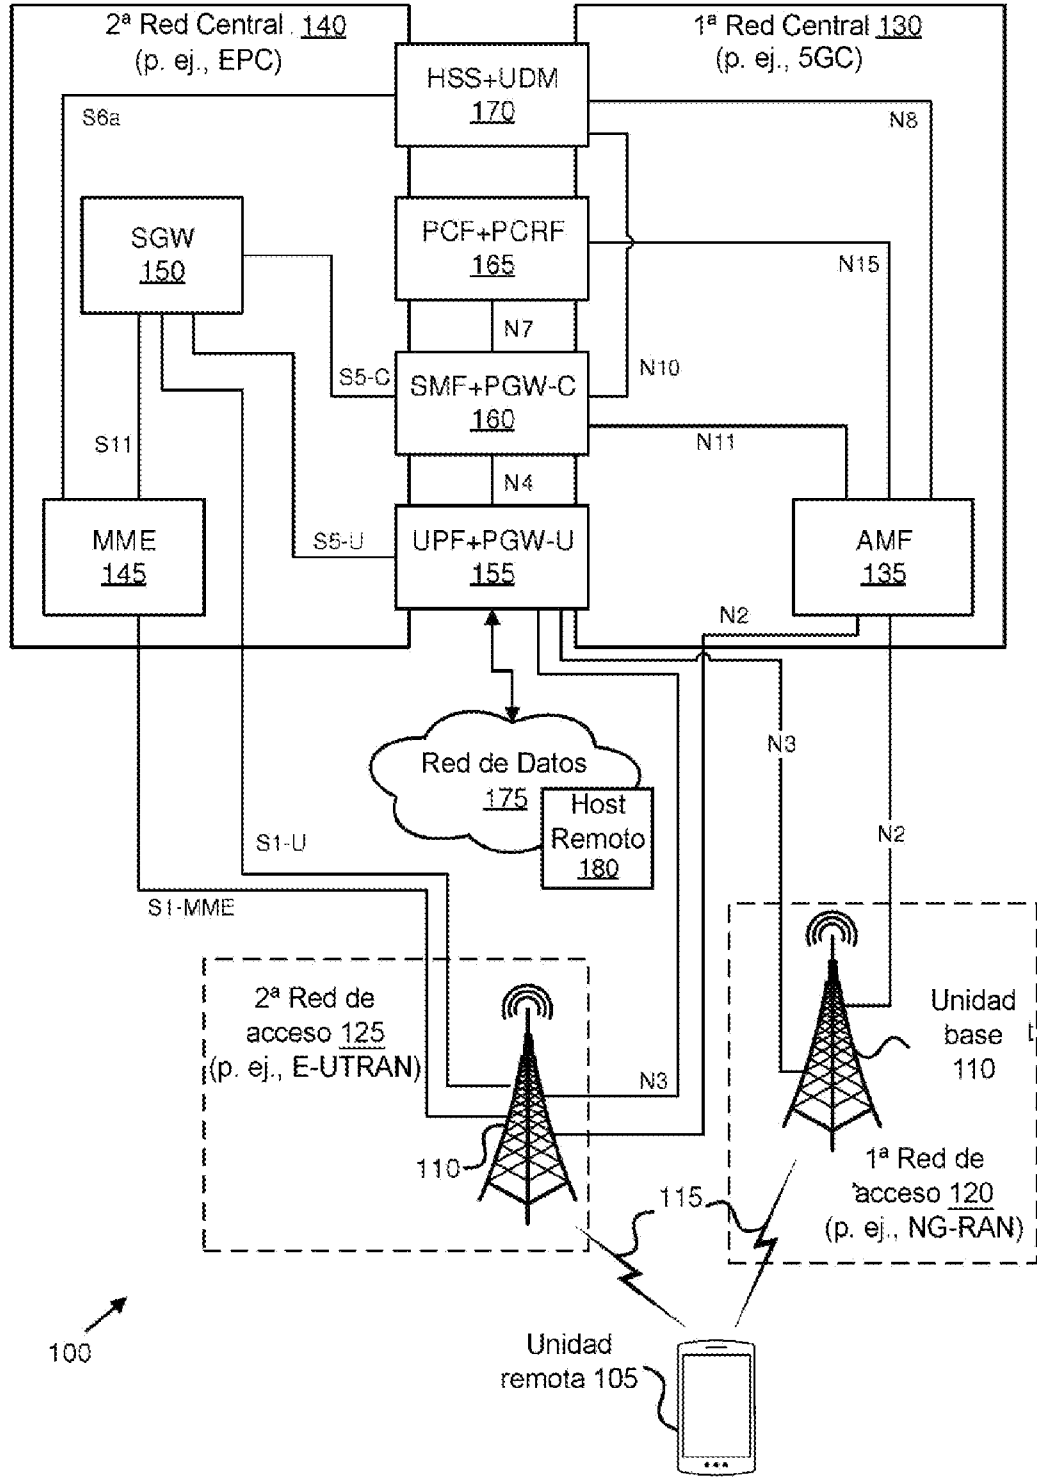 2ª Red Central 140
(p. ej., EPC)
1ª Red Central 130
(p. ej., 5GC)
HSS+UDM
170
S6a
N8
SGW
150
PCF+PCRF
165
N15
N7
S5-C
SMF+PGW-C
160
N10
N11
S11
N4
MME
145
S5-U
UPF+PGW-U
155
AMF
135
N2
N3
Red de Datos
175
Host
Remoto
180
N2
S1-U
S1-MME
2ª Red de
acceso 125
(p. ej., E-UTRAN)
N3
110
Unidad
base
110
1ª Red de
acceso 120
(p. ej., NG-RAN)
115
100
Unidad
remota 105